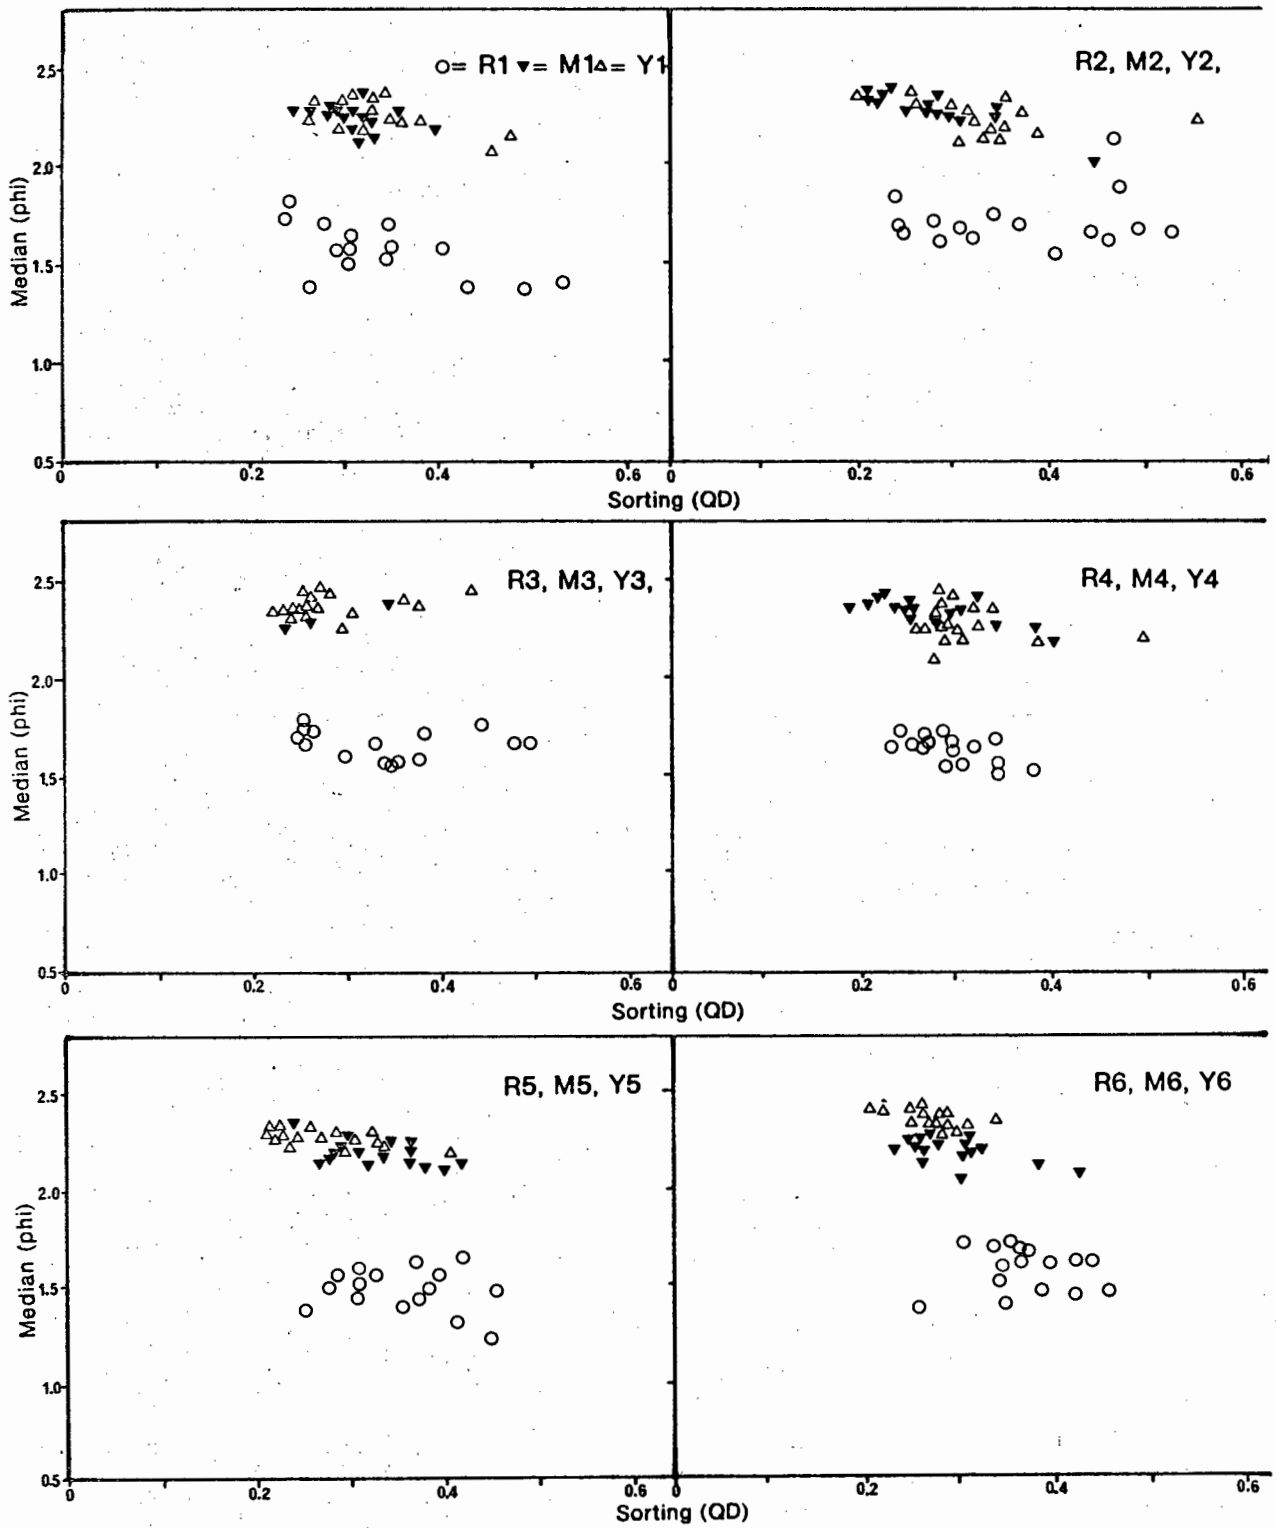 O= R1 ▼= M1 △= Y1
R2, M2, Y2,
2.5
2.0
1.5
1.0
0.5
Median (phi)
0 0.2 0.4 0.6 0 0.2 0.4 0.6
Sorting (QD)
R3, M3, Y3,
R4, M4, Y4
2.5
2.0
1.5
1.0
0.5
Median (phi)
0 0.2 0.4 0.6 0 0.2 0.4 0.6
Sorting (QD)
R5, M5, Y5
R6, M6, Y6
2.5
2.0
1.5
1.0
0.5
Median (phi)
0 0.2 0.4 0.6 0 0.2 0.4 0.6
Sorting (QD)